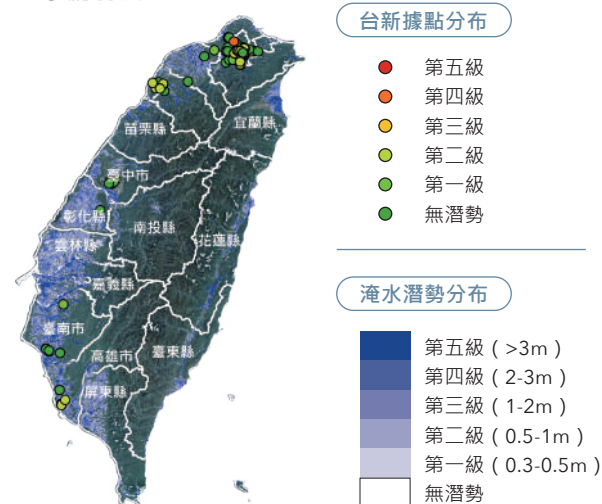 台新據點分布
第五級
第四級
第三級
第二級
第一級
無潛勢
淹水潛勢分布
第五級 ( >3m )
第四級 ( 2-3m )
第三級 ( 1-2m )
第二級 ( 0.5-1m )
第一級 ( 0.3-0.5m )
無潛勢
苗栗縣
宜蘭縣
臺中市
彰化縣
南投縣
花蓮縣
雲林縣
嘉義縣
臺南市
高雄市
臺東縣
屏東縣